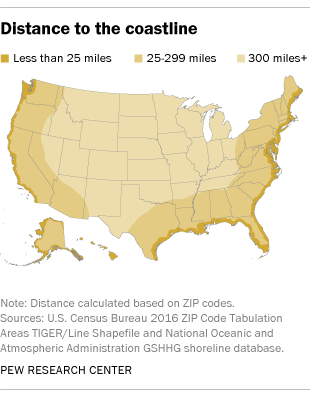 Distance to the coastline
Less than 25 miles 25-299 miles 300 miles+
Note: Distance calculated based on ZIP codes.
Sources: U.S. Census Bureau 2016 ZIP Code Tabulation
Areas TIGER/Line Shapefile and National Oceanic and
Atmospheric Administration GSHHG shoreline database.
PEW RESEARCH CENTER